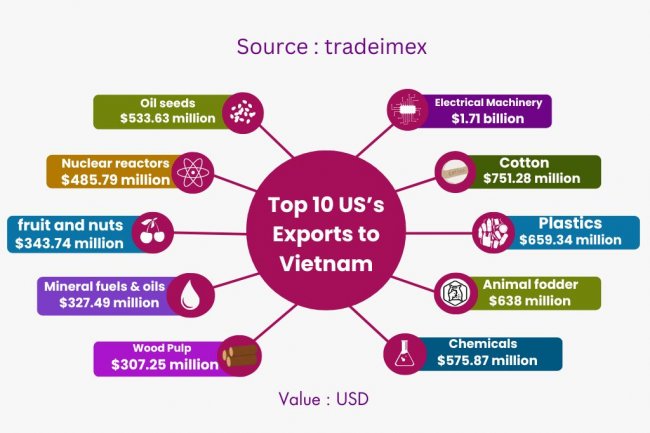 Source : tradeimex
Oil seeds
$533.63 million
Electrical Machinery
$1.71 billion
Nuclear reactors
$485.79 million
Cotton
$751.28 million
Top 10 US’s
Exports to
Vietnam
fruit and nuts
$343.74 million
Plastics
$659.34 million
Mineral fuels & oils
$327.49 million
Animal fodder
$638 million
Wood Pulp
$307.25 million
Chemicals
$575.87 million
Value : USD